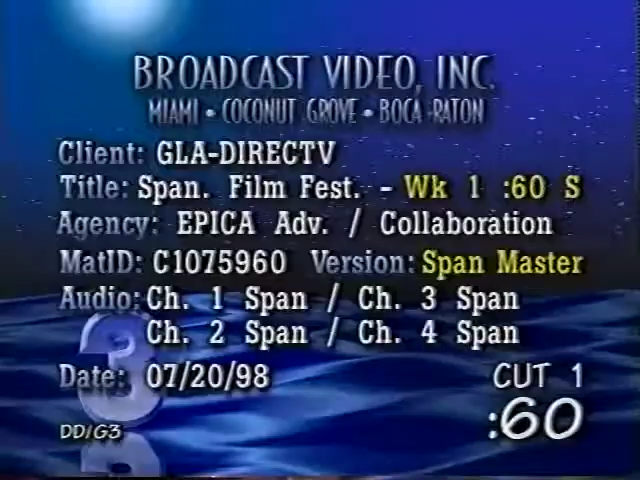 BROADCAST VIDEO, INC.
MIAMI • COCONUT GROVE • BOCA RATON
Client: GLA-DIRECTV
Title: Span. Film Fest. - Wk 1 :60 S
Agency: EPICA Adv. / Collaboration
MatID: C1075960 Version: Span Master
Audio: Ch. 1 Span / Ch. 3 Span
Ch. 2 Span / Ch. 4 Span
3
Date: 07/20/98 CUT 1
:60
DD/G3